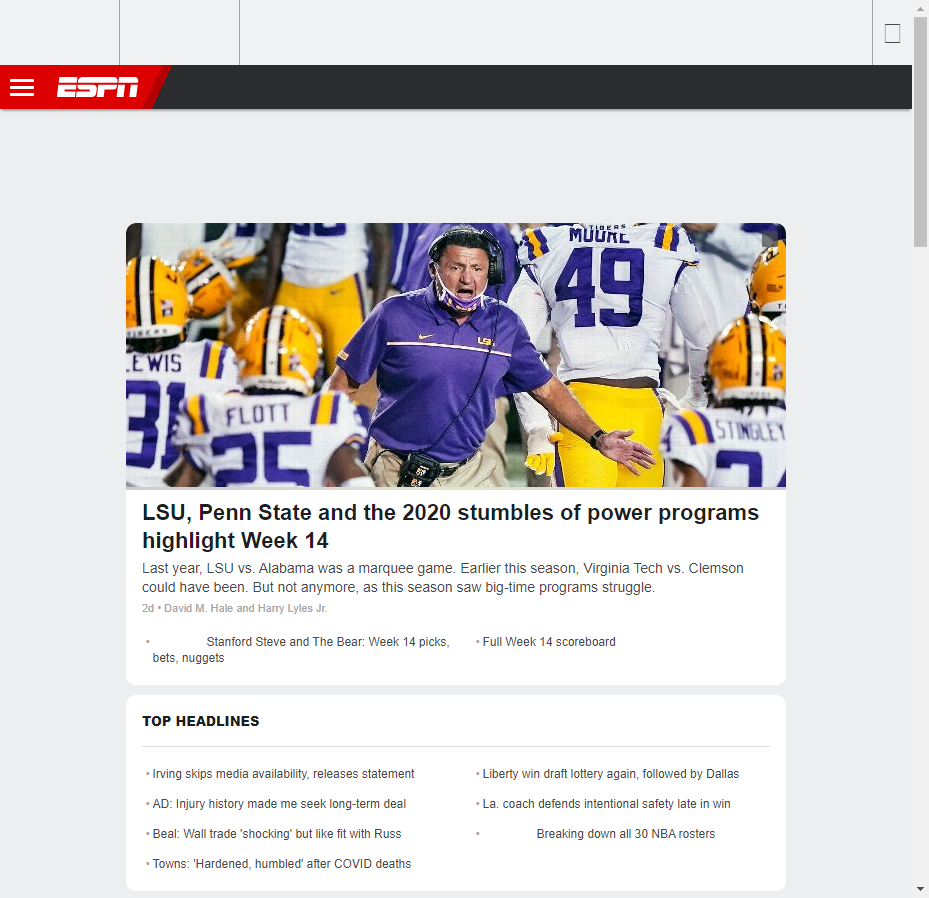 ESPN
TIGERS
MOORE
49
LSU
TIGERS
LEWIS
31
FLOTT
25
STINGLEY
LSU, Penn State and the 2020 stumbles of power programs
highlight Week 14
Last year, LSU vs. Alabama was a marquee game. Earlier this season, Virginia Tech vs. Clemson
could have been. But not anymore, as this season saw big-time programs struggle.
2d • David M. Hale and Harry Lyles Jr.
• Stanford Steve and The Bear: Week 14 picks,
bets, nuggets
• Full Week 14 scoreboard
TOP HEADLINES
• Irving skips media availability, releases statement
• AD: Injury history made me seek long-term deal
• Beal: Wall trade 'shocking' but like fit with Russ
• Towns: 'Hardened, humbled' after COVID deaths
• Liberty win draft lottery again, followed by Dallas
• La. coach defends intentional safety late in win
• Breaking down all 30 NBA rosters